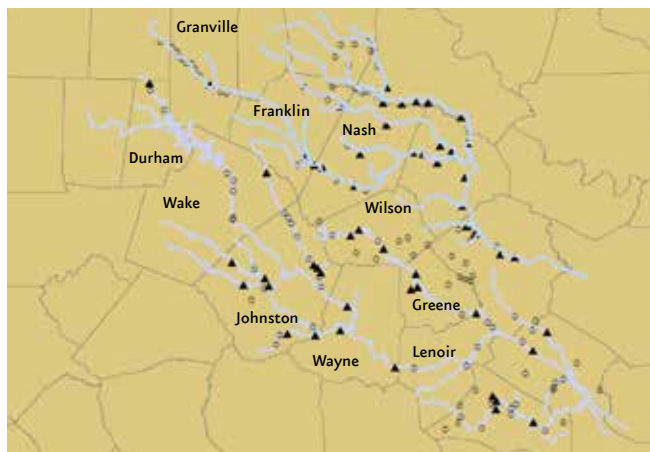 Granville
Franklin
Nash
Durham
Wake
Wilson
Greene
Johnston
Lenoir
Wayne